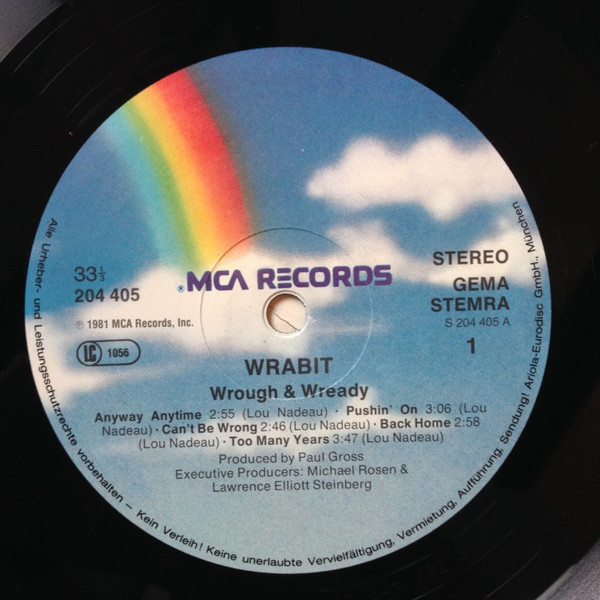 33⅓
204 405
℗ 1981 MCA Records, Inc.
LC 1056
®MCA RECORDS
STEREO
GEMA
STEMRA
S 204 405 A
1
WRABIT
Wrough & Wready
Anyway Anytime 2:55 (Lou Nadeau) · Pushin' On 3:06 (Lou
Nadeau) · Can't Be Wrong 2:46 (Lou Nadeau) · Back Home 2:58
(Lou Nadeau) · Too Many Years 3:47 (Lou Nadeau)
Produced by Paul Gross
Executive Producers: Michael Rosen &
Lawrence Elliott Steinberg
Alle Urheber- und Leistungsschutzrechte vorbehalten – Kein Verleih! Keine unerlaubte Vervielfältigung, Vermietung, Aufführung, Sendung! Ariola-Eurodisc GmbH., München